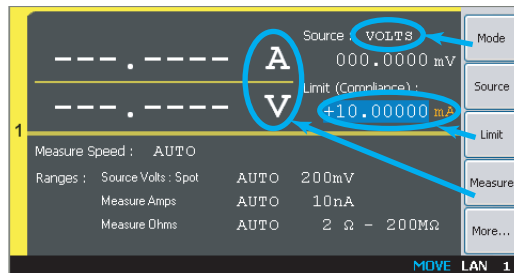 Source : VOLTS
---.---- A
000.0000 mV
Limit (Compliance) :
---.---- V
+10.00000 mA
1
Measure Speed : AUTO
Ranges : Source Volts : Spot AUTO 200mV
Measure Amps AUTO 10nA
Measure Ohms AUTO 2 Ω - 200MΩ
Mode
Source
Limit
Measure
More...
MOVE LAN 1